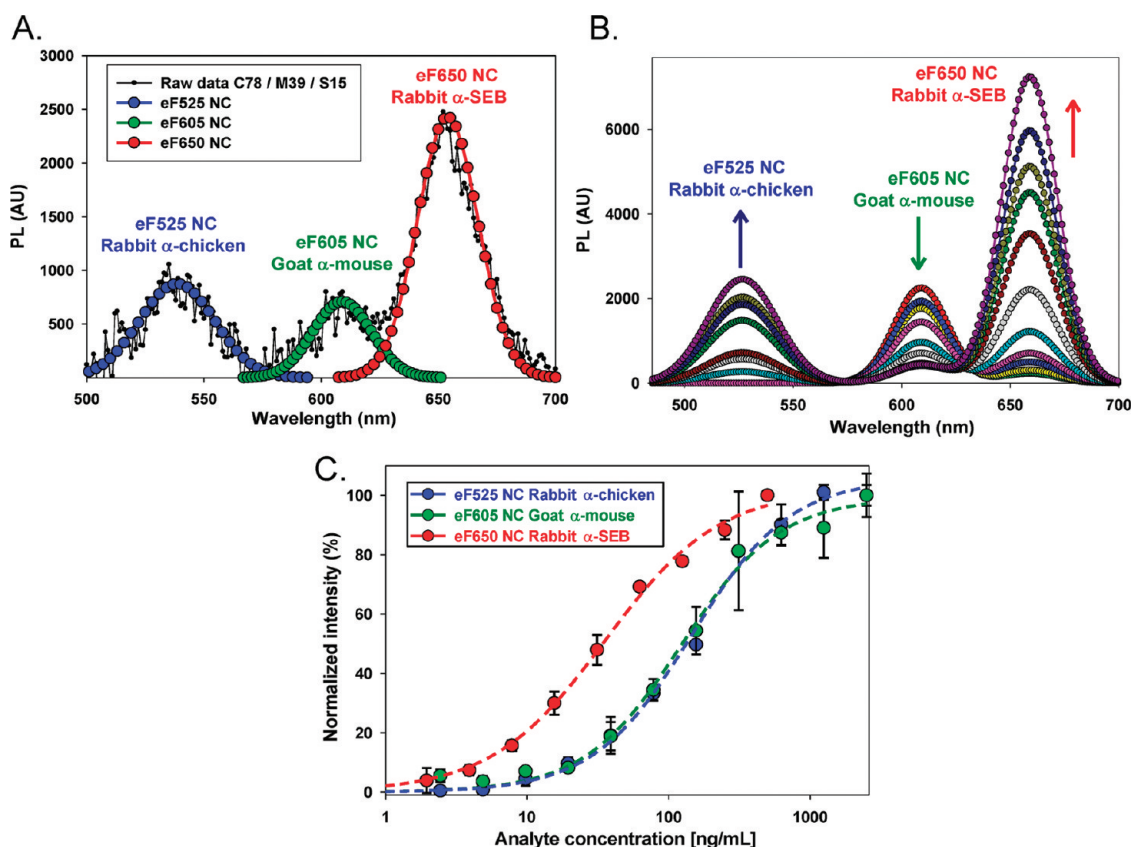 A.
3000
2500
2000
1500
1000
500
PL (AU)
Raw data C78 / M39 / S15
eF525 NC
eF605 NC
eF650 NC
eF650 NC
Rabbit α-SEB
eF525 NC
Rabbit α-chicken
eF605 NC
Goat α-mouse
500 550 600 650 700
Wavelength (nm)
B.
6000
4000
2000
0
PL (AU)
eF650 NC
Rabbit α-SEB
eF525 NC
Rabbit α-chicken
eF605 NC
Goat α-mouse
500 550 600 650 700
Wavelength (nm)
C.
100
80
60
40
20
0
Normalized intensity (%)
eF525 NC Rabbit α-chicken
eF605 NC Goat α-mouse
eF650 NC Rabbit α-SEB
1 10 100 1000
Analyte concentration [ng/mL]